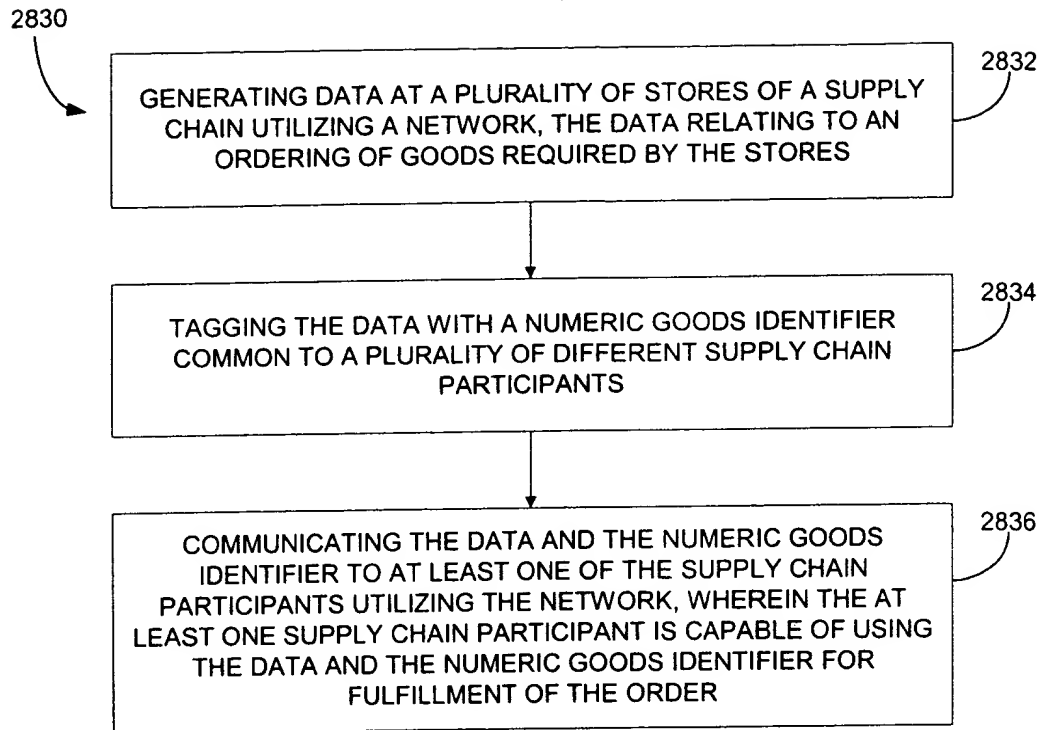 2830
2832
GENERATING DATA AT A PLURALITY OF STORES OF A SUPPLY
CHAIN UTILIZING A NETWORK, THE DATA RELATING TO AN
ORDERING OF GOODS REQUIRED BY THE STORES
2834
TAGGING THE DATA WITH A NUMERIC GOODS IDENTIFIER
COMMON TO A PLURALITY OF DIFFERENT SUPPLY CHAIN
PARTICIPANTS
2836
COMMUNICATING THE DATA AND THE NUMERIC GOODS
IDENTIFIER TO AT LEAST ONE OF THE SUPPLY CHAIN
PARTICIPANTS UTILIZING THE NETWORK, WHEREIN THE AT
LEAST ONE SUPPLY CHAIN PARTICIPANT IS CAPABLE OF USING
THE DATA AND THE NUMERIC GOODS IDENTIFIER FOR
FULFILLMENT OF THE ORDER